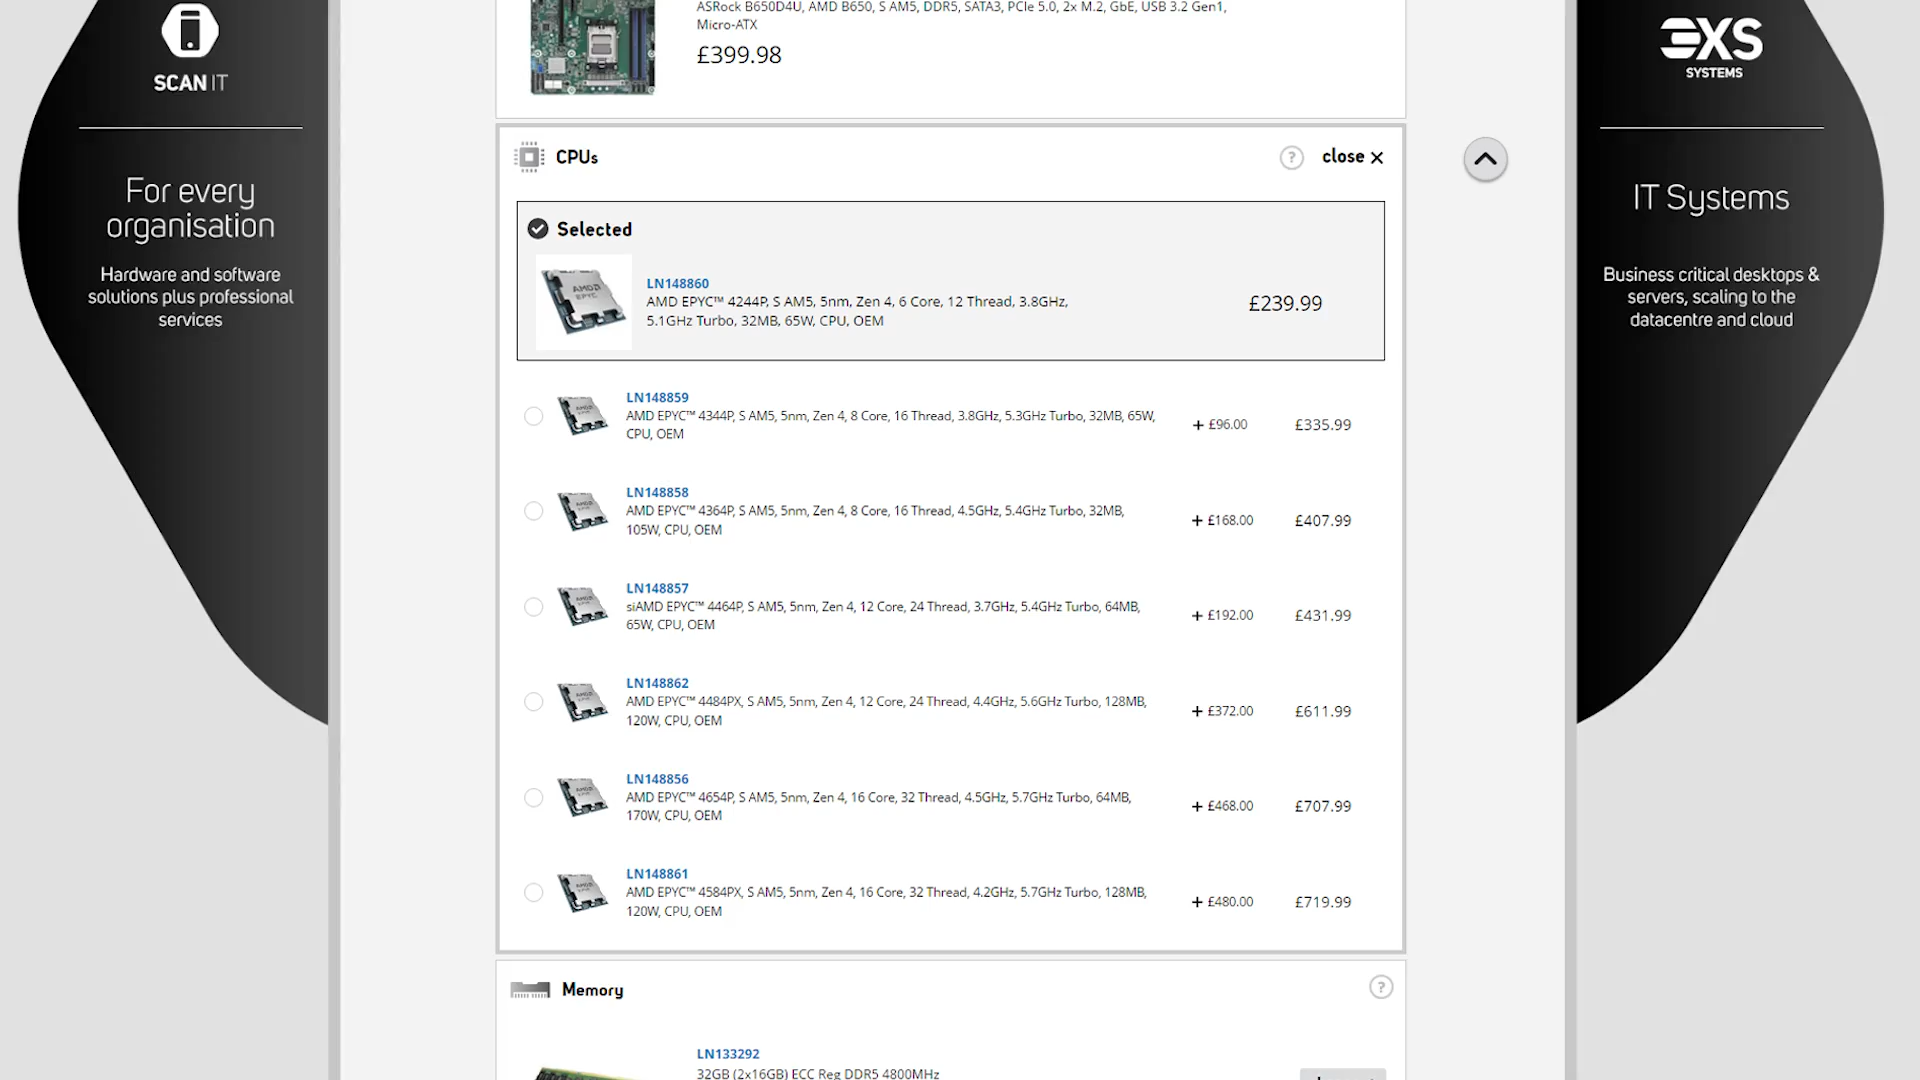 SCAN IT
For every
organisation
Hardware and software
solutions plus professional
services
ASRock B650D4U, AMD B650, S AM5, DDR5, SATA3, PCIe 5.0, 2x M.2, GbE, USB 3.2 Gen1,
Micro-ATX
£399.98
CPUs
? close ×
Selected
LN148860
AMD EPYC™ 4244P, S AM5, 5nm, Zen 4, 6 Core, 12 Thread, 3.8GHz,
5.1GHz Turbo, 32MB, 65W, CPU, OEM
£239.99
LN148859
AMD EPYC™ 4344P, S AM5, 5nm, Zen 4, 8 Core, 16 Thread, 3.8GHz, 5.3GHz Turbo, 32MB, 65W,
CPU, OEM
+ £96.00 £335.99
LN148858
AMD EPYC™ 4364P, S AM5, 5nm, Zen 4, 8 Core, 16 Thread, 4.5GHz, 5.4GHz Turbo, 32MB,
105W, CPU, OEM
+ £168.00 £407.99
LN148857
siAMD EPYC™ 4464P, S AM5, 5nm, Zen 4, 12 Core, 24 Thread, 3.7GHz, 5.4GHz Turbo, 64MB,
65W, CPU, OEM
+ £192.00 £431.99
LN148862
AMD EPYC™ 4484PX, S AM5, 5nm, Zen 4, 12 Core, 24 Thread, 4.4GHz, 5.6GHz Turbo, 128MB,
120W, CPU, OEM
+ £372.00 £611.99
LN148856
AMD EPYC™ 4654P, S AM5, 5nm, Zen 4, 16 Core, 32 Thread, 4.5GHz, 5.7GHz Turbo, 64MB,
170W, CPU, OEM
+ £468.00 £707.99
LN148861
AMD EPYC™ 4584PX, S AM5, 5nm, Zen 4, 16 Core, 32 Thread, 4.2GHz, 5.7GHz Turbo, 128MB,
120W, CPU, OEM
+ £480.00 £719.99
Memory
?
LN133292
32GB (2x16GB) ECC Reg DDR5 4800MHz
3XS
SYSTEMS
IT Systems
Business critical desktops &
servers, scaling to the
datacentre and cloud